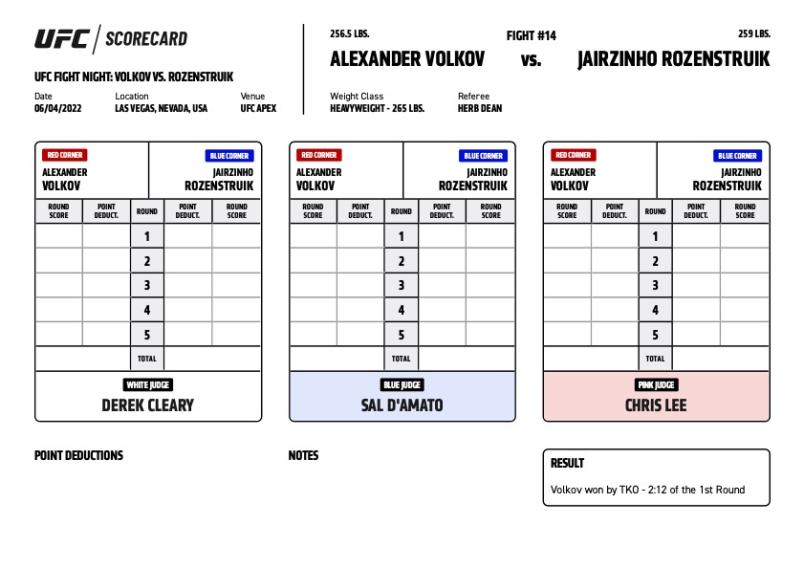 UFC / SCORECARD
UFC FIGHT NIGHT: VOLKOV VS. ROZENSTRUIK
Date Location Venue
06/04/2022 LAS VEGAS, NEVADA, USA UFC APEX
256.5 LBS. FIGHT #14 259 LBS.
ALEXANDER VOLKOV vs. JAIRZINHO ROZENSTRUIK
Weight Class Referee
HEAVYWEIGHT - 265 LBS. HERB DEAN
RED CORNER BLUE CORNER
ALEXANDER JAIRZINHO
VOLKOV ROZENSTRUIK
ROUND POINT ROUND POINT ROUND
SCORE DEDUCT. DEDUCT. SCORE
1
2
3
4
5
TOTAL
WHITE JUDGE
DEREK CLEARY
RED CORNER BLUE CORNER
ALEXANDER JAIRZINHO
VOLKOV ROZENSTRUIK
ROUND POINT ROUND POINT ROUND
SCORE DEDUCT. DEDUCT. SCORE
1
2
3
4
5
TOTAL
BLUE JUDGE
SAL D'AMATO
RED CORNER BLUE CORNER
ALEXANDER JAIRZINHO
VOLKOV ROZENSTRUIK
ROUND POINT ROUND POINT ROUND
SCORE DEDUCT. DEDUCT. SCORE
1
2
3
4
5
TOTAL
PINK JUDGE
CHRIS LEE
POINT DEDUCTIONS
NOTES
RESULT
Volkov won by TKO - 2:12 of the 1st Round